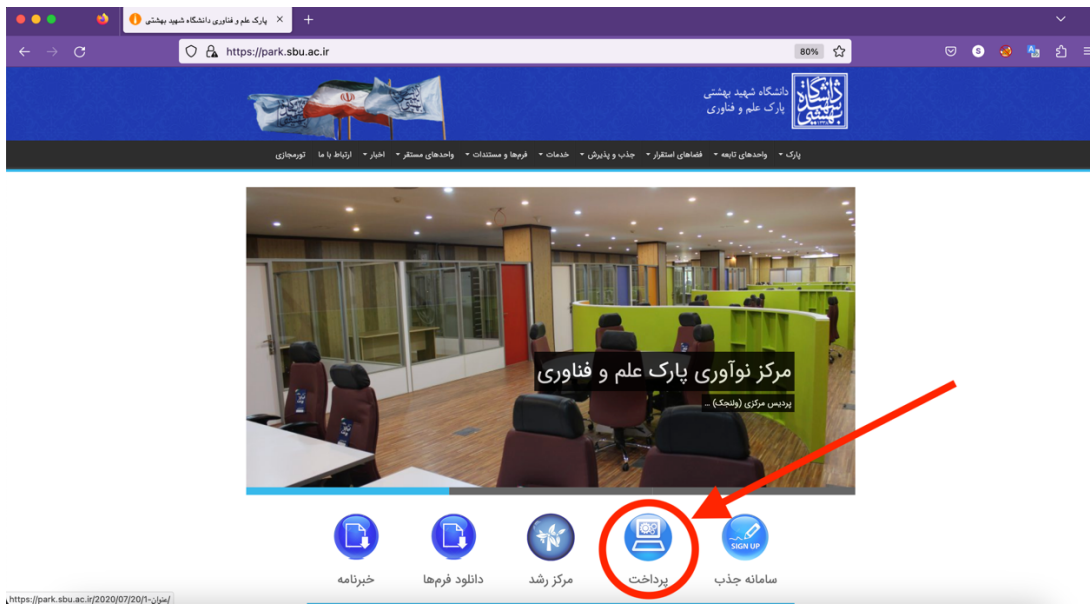 پارک علم و فناوری دانشگاه شهید بهشتی
https://park.sbu.ac.ir
80%
دانشگاه شهید بهشتی
دانشگاه شهید بهشتی
پارک علم و فناوری
پارک واحدهای تابعه فضاهای استقرار جذب و پذیرش خدمات فرم‌ها و مستندات واحدهای مستقر اخبار ارتباط با ما تورمجازی
مرکز نوآوری پارک علم و فناوری
پردیس مرکزی (ولنجک) ...
SIGN UP
سامانه جذب پرداخت مرکز رشد دانلود فرم‌ها خبرنامه
https://park.sbu.ac.ir/2020/07/20/1-عنوان/